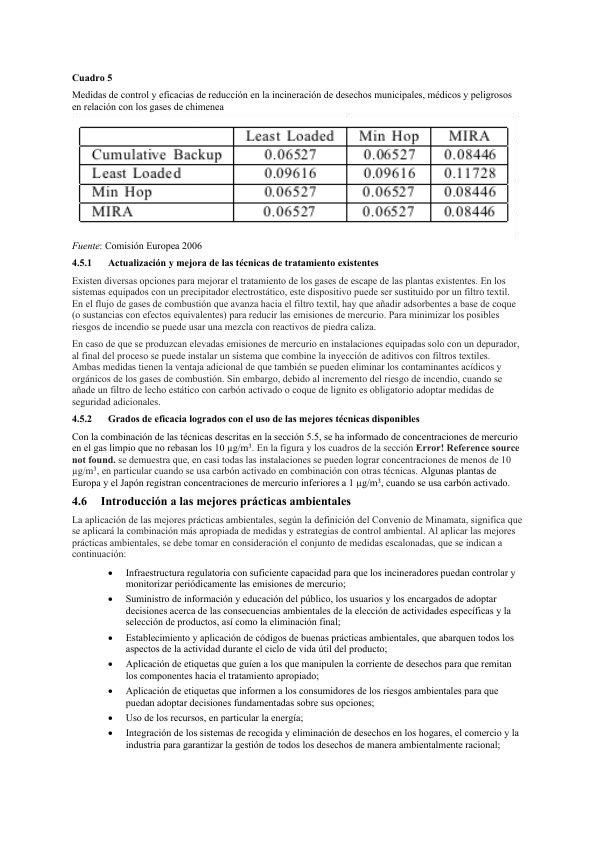 Cuadro 5
Medidas de control y eficacias de reducción en la incineración de desechos municipales, médicos y peligrosos
en relación con los gases de chimenea
Least Loaded Min Hop MIRA
Cumulative Backup 0.06527 0.06527 0.08446
Least Loaded 0.09616 0.09616 0.11728
Min Hop 0.06527 0.06527 0.08446
MIRA 0.06527 0.06527 0.08446
Fuente: Comisión Europea 2006
4.5.1 Actualización y mejora de las técnicas de tratamiento existentes
Existen diversas opciones para mejorar el tratamiento de los gases de escape de las plantas existentes. En los
sistemas equipados con un precipitador electrostático, este dispositivo puede ser sustituido por un filtro textil.
En el flujo de gases de combustión que avanza hacia el filtro textil, hay que añadir adsorbentes a base de coque
(o sustancias con efectos equivalentes) para reducir las emisiones de mercurio. Para minimizar los posibles
riesgos de incendio se puede usar una mezcla con reactivos de piedra caliza.
En caso de que se produzcan elevadas emisiones de mercurio en instalaciones equipadas solo con un depurador,
al final del proceso se puede instalar un sistema que combine la inyección de aditivos con filtros textiles.
Ambas medidas tienen la ventaja adicional de que también se pueden eliminar los contaminantes acídicos y
orgánicos de los gases de combustión. Sin embargo, debido al incremento del riesgo de incendio, cuando se
añade un filtro de lecho estático con carbón activado o coque de lignito es obligatorio adoptar medidas de
seguridad adicionales.
4.5.2 Grados de eficacia logrados con el uso de las mejores técnicas disponibles
Con la combinación de las técnicas descritas en la sección 5.5, se ha informado de concentraciones de mercurio
en el gas limpio que no rebasan los 10 µg/m³. En la figura y los cuadros de la sección Error! Reference source
not found. se demuestra que, en casi todas las instalaciones se pueden lograr concentraciones de menos de 10
µg/m³, en particular cuando se usa carbón activado en combinación con otras técnicas. Algunas plantas de
Europa y el Japón registran concentraciones de mercurio inferiores a 1 µg/m³, cuando se usa carbón activado.
4.6 Introducción a las mejores prácticas ambientales
La aplicación de las mejores prácticas ambientales, según la definición del Convenio de Minamata, significa que
se aplicará la combinación más apropiada de medidas y estrategias de control ambiental. Al aplicar las mejores
prácticas ambientales, se debe tomar en consideración el conjunto de medidas escalonadas, que se indican a
continuación:
• Infraestructura regulatoria con suficiente capacidad para que los incineradores puedan controlar y
monitorizar periódicamente las emisiones de mercurio;
• Suministro de información y educación del público, los usuarios y los encargados de adoptar
decisiones acerca de las consecuencias ambientales de la elección de actividades específicas y la
selección de productos, así como la eliminación final;
• Establecimiento y aplicación de códigos de buenas prácticas ambientales, que abarquen todos los
aspectos de la actividad durante el ciclo de vida útil del producto;
• Aplicación de etiquetas que guíen a los que manipulen la corriente de desechos para que remitan
los componentes hacia el tratamiento apropiado;
• Aplicación de etiquetas que informen a los consumidores de los riesgos ambientales para que
puedan adoptar decisiones fundamentadas sobre sus opciones;
• Uso de los recursos, en particular la energía;
• Integración de los sistemas de recogida y eliminación de desechos en los hogares, el comercio y la
industria para garantizar la gestión de todos los desechos de manera ambientalmente racional;